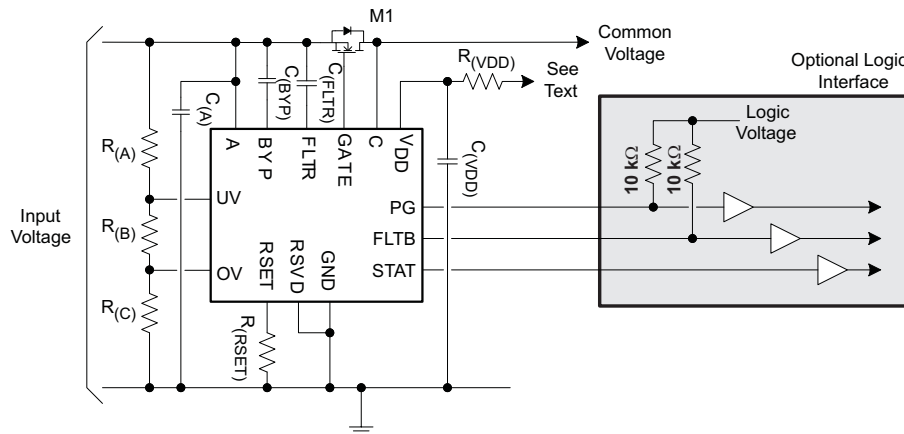 M1
Common
Voltage
R(VDD)
See
Text
Optional Logic
Interface
C(A)
C(BYP)
C(FLTR)
Logic
Voltage
R(A)
A
BYP
FLTR
GATE
C
VDD
C(VDD)
10 kΩ
10 kΩ
UV
PG
Input
Voltage
R(B)
FLTB
OV
RSET
RSVD
GND
STAT
R(C)
R(RSET)